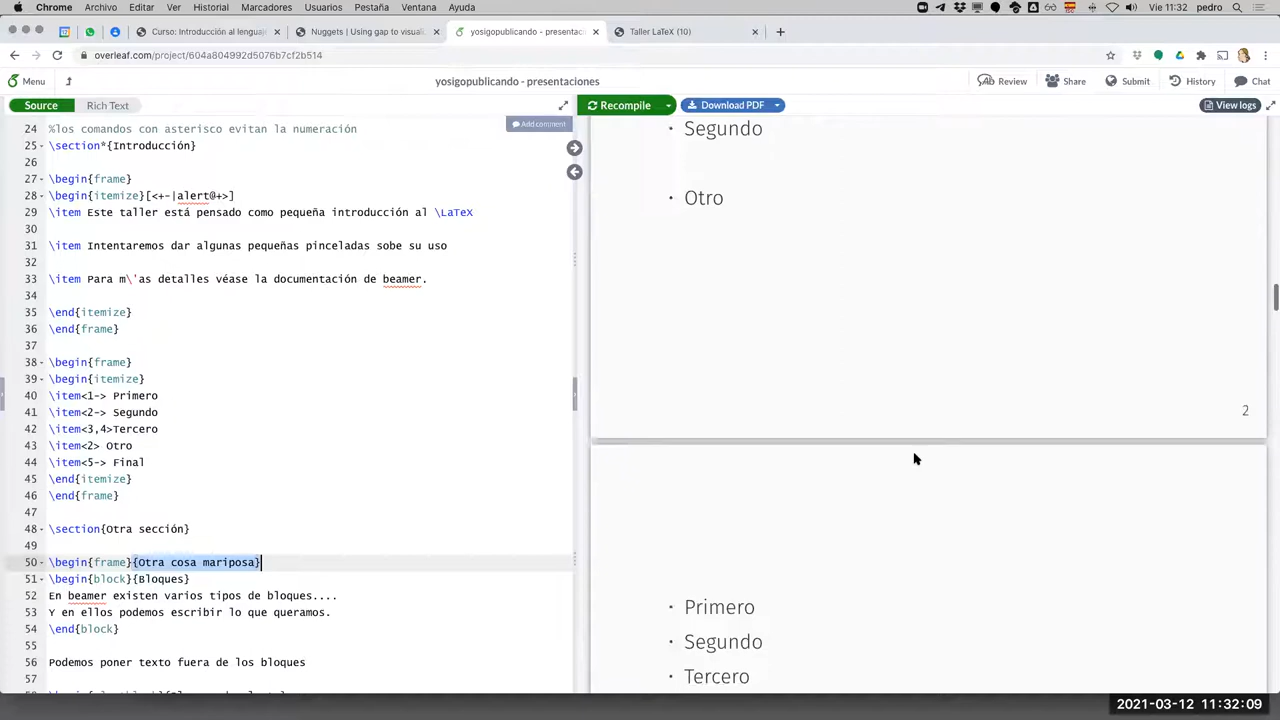 Chrome Archivo Editar Ver Historial Marcadores Usuarios Pestaña Ventana Ayuda Vie 11:32 pedro
Curso: Introducción al lenguaj Nuggets | Using gap to visuali yosigopublicando - presentacio Taller LaTeX (10)
overleaf.com/project/604a804992d5076b7cf2b514
Menu yosigopublicando - presentaciones Review Share Submit History Chat
Source Rich Text Recompile Download PDF View logs
Add comment
24 %los comandos con asterisco evitan la numeración
25 \section*{Introducción}
26
27 \begin{frame}
28 \begin{itemize}[<+-|alert@+>]
29 \item Este taller está pensado como pequeña introducción al \LaTeX
30
31 \item Intentaremos dar algunas pequeñas pinceladas sobe su uso
32
33 \item Para m\'as detalles véase la documentación de beamer.
34
35 \end{itemize}
36 \end{frame}
37
38 \begin{frame}
39 \begin{itemize}
40 \item<1-> Primero
41 \item<2-> Segundo
42 \item<3,4>Tercero
43 \item<2> Otro
44 \item<5-> Final
45 \end{itemize}
46 \end{frame}
47
48 \section{Otra sección}
49
50 \begin{frame}{Otra cosa mariposa}
51 \begin{block}{Bloques}
52 En beamer existen varios tipos de bloques....
53 Y en ellos podemos escribir lo que queramos.
54 \end{block}
55
56 Podemos poner texto fuera de los bloques
57
• Segundo
• Otro
2
• Primero
• Segundo
• Tercero
2021-03-12 11:32:09